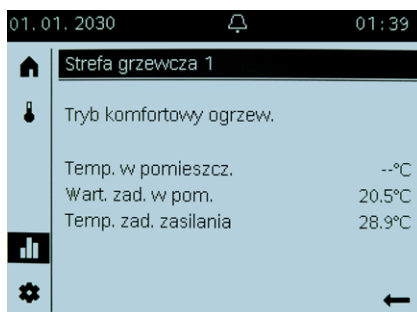 01.01.2030 01:39
Strefa grzewcza 1
Tryb komfortowy ogrzew.
Temp. w pomieszcz. --°C
Wart. zad. w pom. 20.5°C
Temp. zad. zasilania 28.9°C